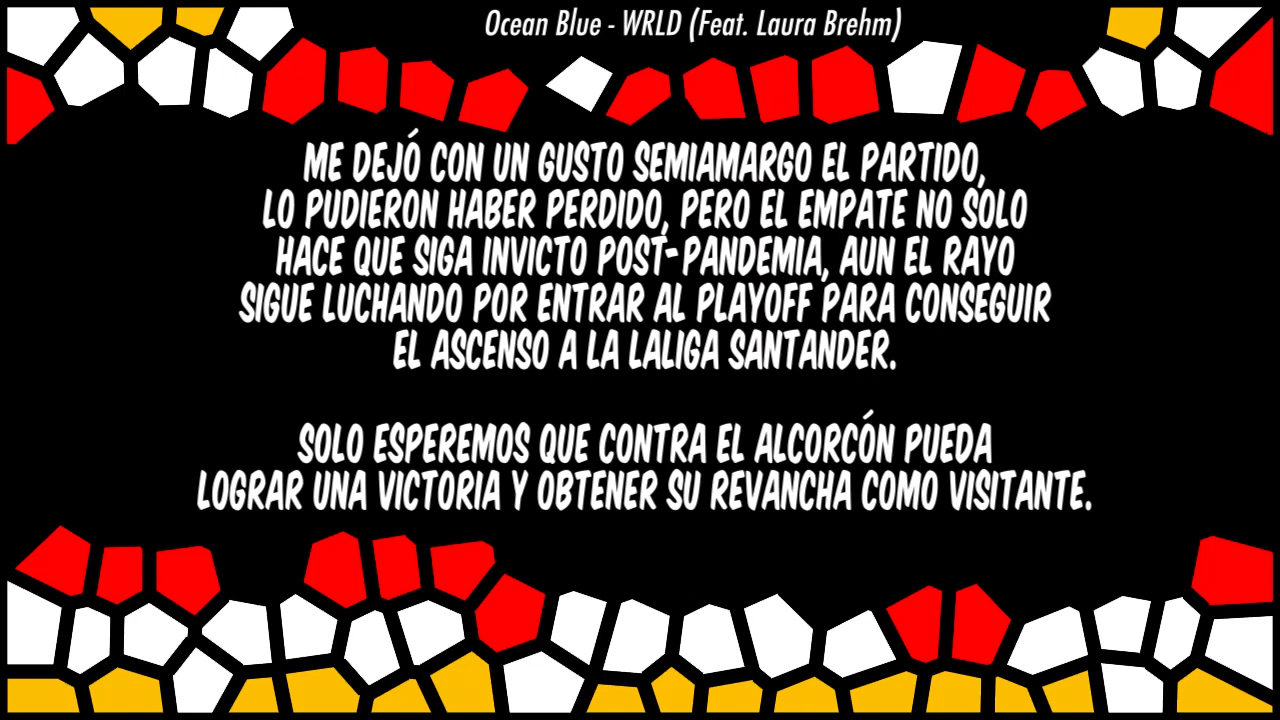 Ocean Blue - WRLD (Feat. Laura Brehm)
ME DEJÓ CON UN GUSTO SEMIAMARGO EL PARTIDO,
LO PUDIERON HABER PERDIDO, PERO EL EMPATE NO SOLO
HACE QUE SIGA INVICTO POST-PANDEMIA, AUN EL RAYO
SIGUE LUCHANDO POR ENTRAR AL PLAYOFF PARA CONSEGUIR
EL ASCENSO A LA LALIGA SANTANDER.
SOLO ESPEREMOS QUE CONTRA EL ALCORCÓN PUEDA
LOGRAR UNA VICTORIA Y OBTENER SU REVANCHA COMO VISITANTE.